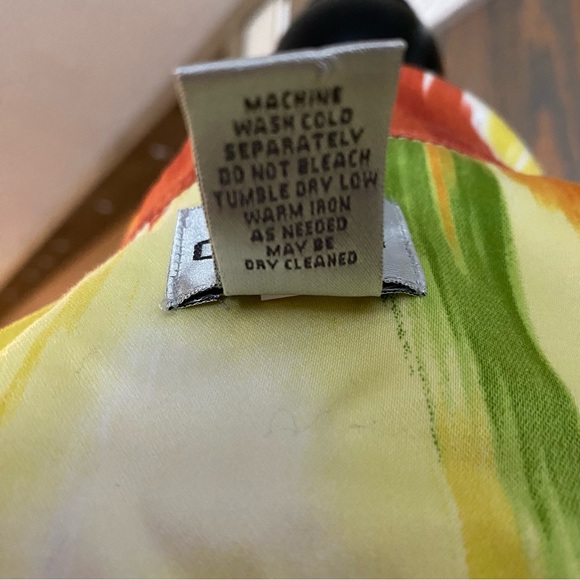 MACHINE
WASH COLD
SEPARATELY
DO NOT BLEACH
TUMBLE DRY LOW
WARM IRON
AS NEEDED
MAY BE
DRY CLEANED